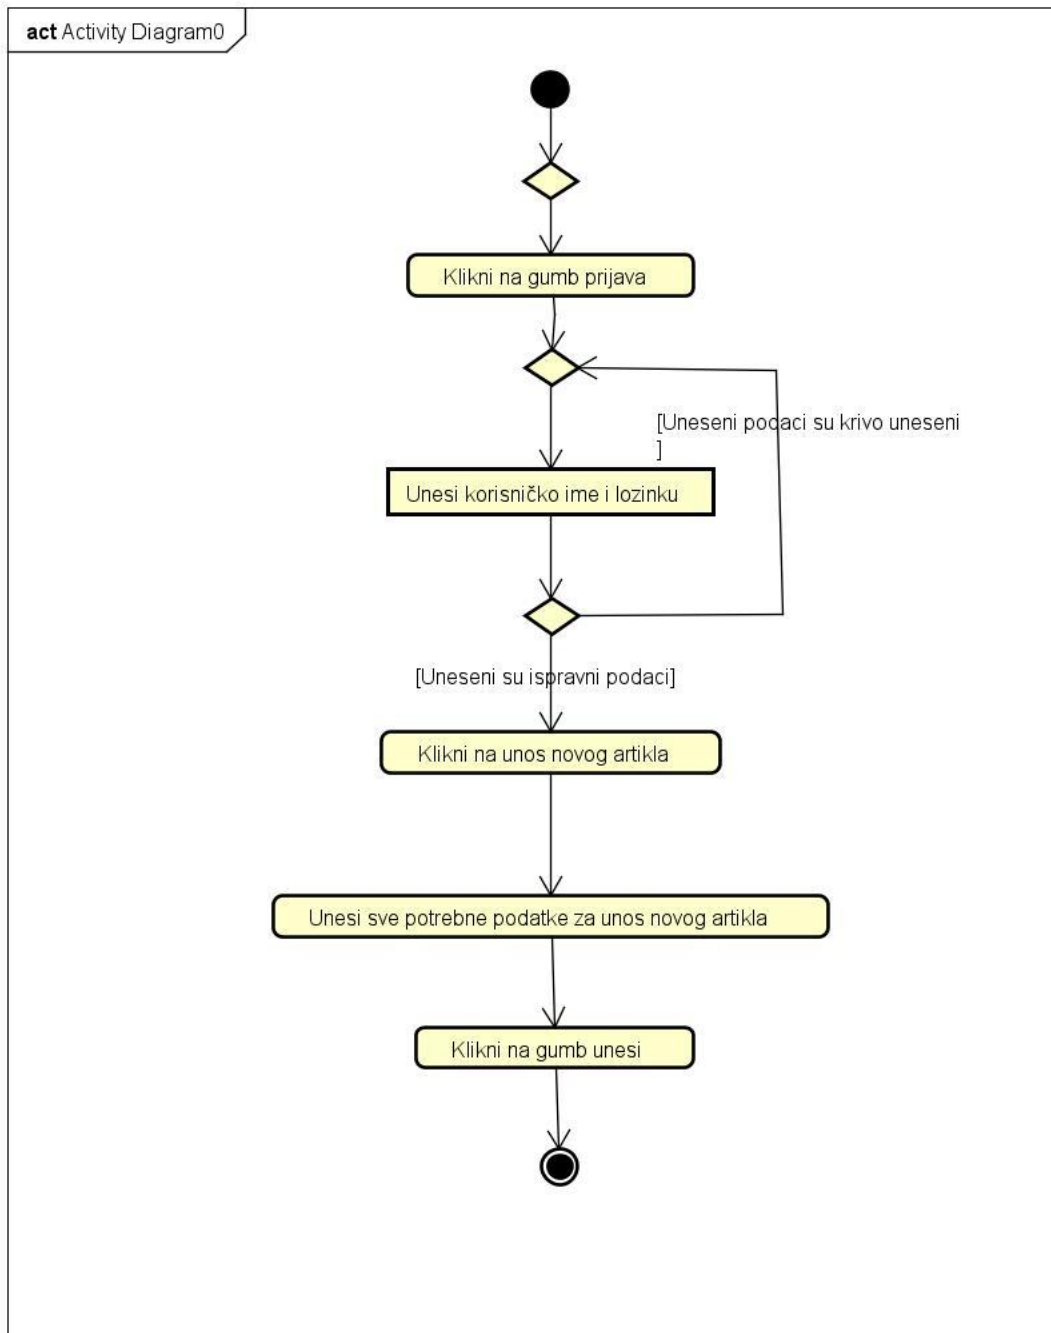 act Activity Diagram0
Klikni na gumb prijava
[Uneseni podaci su krivo uneseni
]
Unesi korisničko ime i lozinku
[Uneseni su ispravni podaci]
Klikni na unos novog artikla
Unesi sve potrebne podatke za unos novog artikla
Klikni na gumb unesi